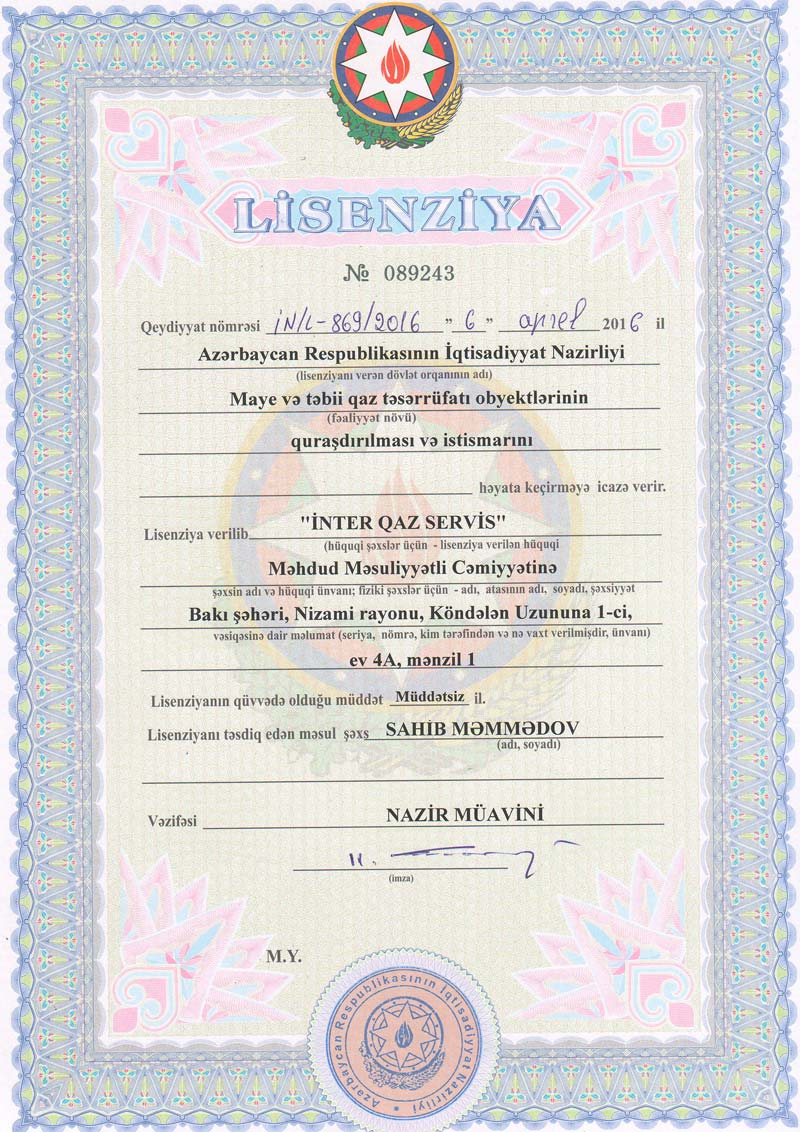 LİSENZİYA
№ 089243
Qeydiyyat nömrəsi İN/L-869/2016 " 6 " aprel 2016 il
Azərbaycan Respublikasının İqtisadiyyat Nazirliyi
(lisenziyanı verən dövlət orqanının adı)
Maye və təbii qaz təsərrüfatı obyektlərinin
(fəaliyyət növü)
quraşdırılması və istismarını
həyata keçirməyə icazə verir.
Lisenziya verilib "İNTER QAZ SERVİS"
(hüquqi şəxslər üçün - lisenziya verilən hüquqi
Məhdud Məsuliyyətli Cəmiyyətinə
şəxsin adı və hüquqi ünvanı; fiziki şəxslər üçün - adı, atasının adı, soyadı, şəxsiyyət
Bakı şəhəri, Nizami rayonu, Köndələn Uzununa 1-ci,
vəsiqəsinə dair məlumat (seriya, nömrə, kim tərəfindən və nə vaxt verilmişdir, ünvanı)
ev 4A, mənzil 1
Lisenziyanın qüvvədə olduğu müddət Müddətsiz il.
Lisenziyanı təsdiq edən məsul şəxs SAHİB MƏMMƏDOV
(adı, soyadı)
Vəzifəsi NAZİR MÜAVİNİ
(imza)
M.Y.
Azərbaycan Respublikasının İqtisadiyyat Nazirliyi